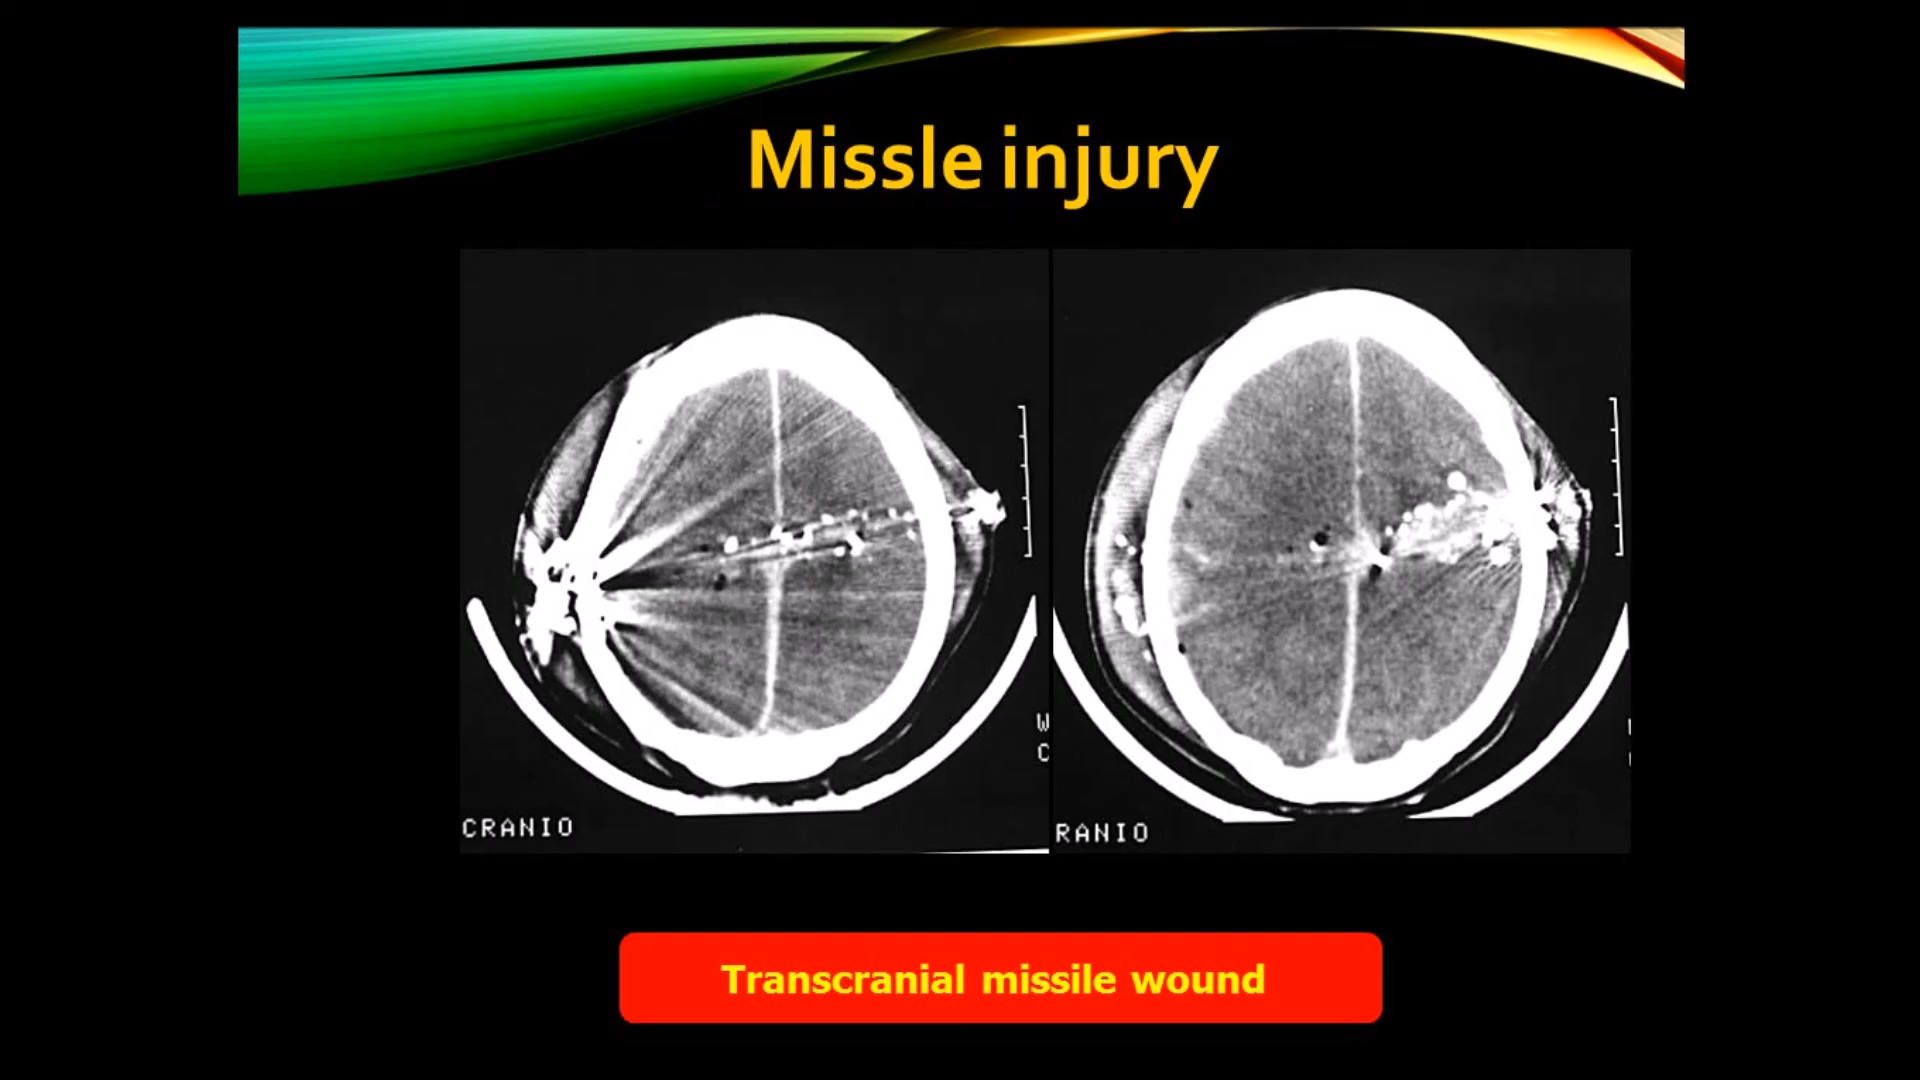 Missle injury
W
C
CRANIO
RANIO
Transcranial missile wound